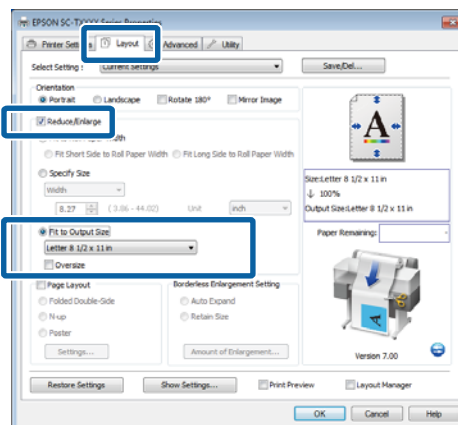 EPSON SC-TXXXX Series Properties
Printer Sett s Layout Advanced Utility
Select Setting : Current Settings Save/Del...
Orientation
Portrait Landscape Rotate 180° Mirror Image
Reduce/Enlarge
Fit to Roll Paper Width
Fit Short Side to Roll Paper Width Fit Long Side to Roll Paper Width
Specify Size
Width
8.27 ( 3.86 - 44.02) Unit inch
Fit to Output Size
Letter 8 1/2 x 11 in
Oversize
Page Layout
Folded Double-Side
N-up
Poster
Settings...
Borderless Enlargement Setting
Auto Expand
Retain Size
Amount of Enlargement...
A
Size:Letter 8 1/2 x 11 in
↓ 100%
Output Size:Letter 8 1/2 x 11 in
Paper Remaining:
A
Version 7.00
Restore Settings Show Settings... Print Preview Layout Manager
OK Cancel Help